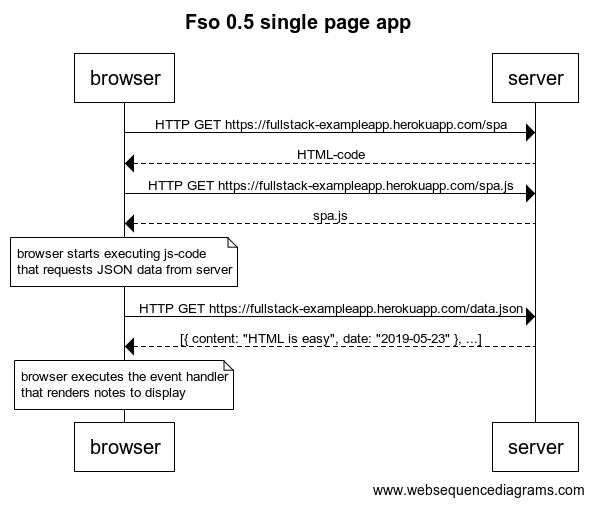 Fso 0.5 single page app
browser
server
HTTP GET https://fullstack-exampleapp.herokuapp.com/spa
HTML-code
HTTP GET https://fullstack-exampleapp.herokuapp.com/spa.js
spa.js
browser starts executing js-code
that requests JSON data from server
HTTP GET https://fullstack-exampleapp.herokuapp.com/data.json
[{ content: "HTML is easy", date: "2019-05-23" }, ...]
browser executes the event handler
that renders notes to display
browser
server
www.websequencediagrams.com